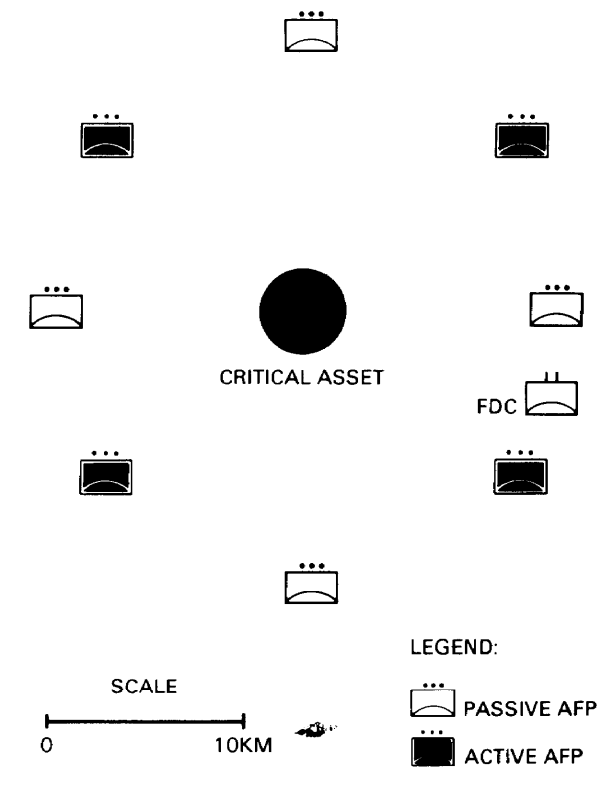 CRITICAL ASSET
FDC
LEGEND:
SCALE
PASSIVE AFP
0 10KM
ACTIVE AFP